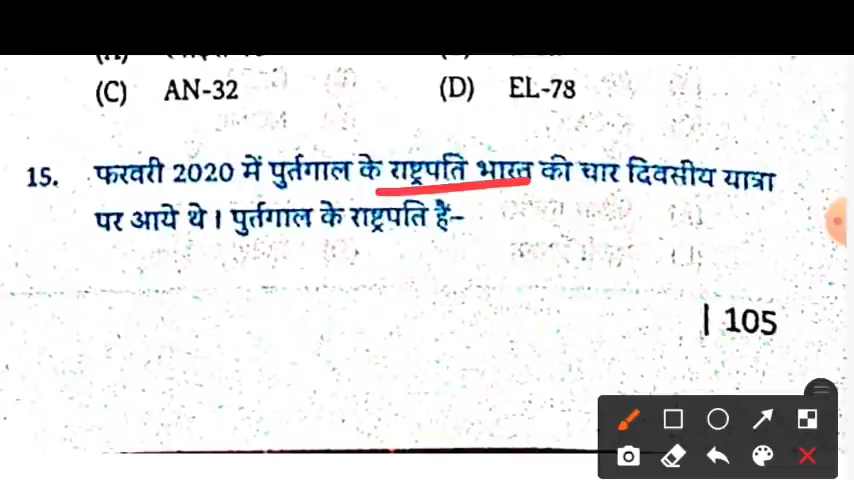 (C) AN-32 (D) EL-78
15. फरवरी 2020 में पुर्तगाल के राष्ट्रपति भारत की चार दिवसीय यात्रा
पर आये थे। पुर्तगाल के राष्ट्रपति हैं–
| 105